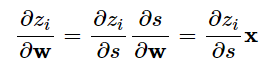 ∂z_i/∂𝐰 = ∂z_i/∂s ∂s/∂𝐰 = ∂z_i/∂s 𝐱